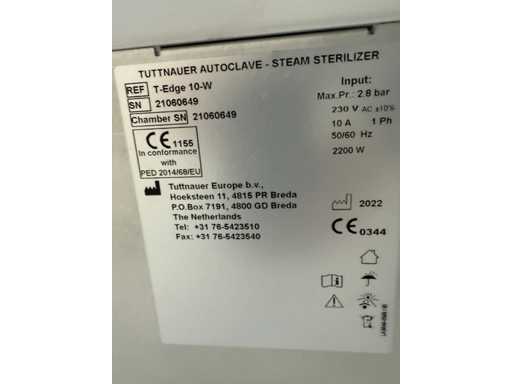 TUTTNAUER AUTOCLAVE - STEAM STERILIZER
REF T-Edge 10-W
SN 21060649
Chamber SN 21060649
CE 1155
In conformance
with
PED 2014/68/EU
Input:
Max.Pr.: 2.8 bar
230 V AC ±10%
10 A 1 Ph
50/60 Hz
2200 W
Tuttnauer Europe b.v.,
Hoeksteen 11, 4815 PR Breda
P.O.Box 7191, 4800 GD Breda
The Netherlands
Tel: +31 76-5423510
Fax: +31 76-5423540
2022
CE 0344